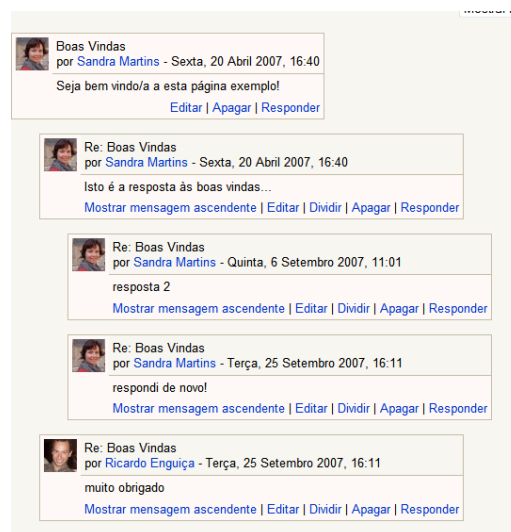 Boas Vindas
por Sandra Martins - Sexta, 20 Abril 2007, 16:40
Seja bem vindo/a a esta página exemplo!
Editar | Apagar | Responder
Re: Boas Vindas
por Sandra Martins - Sexta, 20 Abril 2007, 16:40
Isto é a resposta às boas vindas...
Mostrar mensagem ascendente | Editar | Dividir | Apagar | Responder
Re: Boas Vindas
por Sandra Martins - Quinta, 6 Setembro 2007, 11:01
resposta 2
Mostrar mensagem ascendente | Editar | Dividir | Apagar | Responder
Re: Boas Vindas
por Sandra Martins - Terça, 25 Setembro 2007, 16:11
respondi de novo!
Mostrar mensagem ascendente | Editar | Dividir | Apagar | Responder
Re: Boas Vindas
por Ricardo Enguiça - Terça, 25 Setembro 2007, 16:11
muito obrigado
Mostrar mensagem ascendente | Editar | Dividir | Apagar | Responder